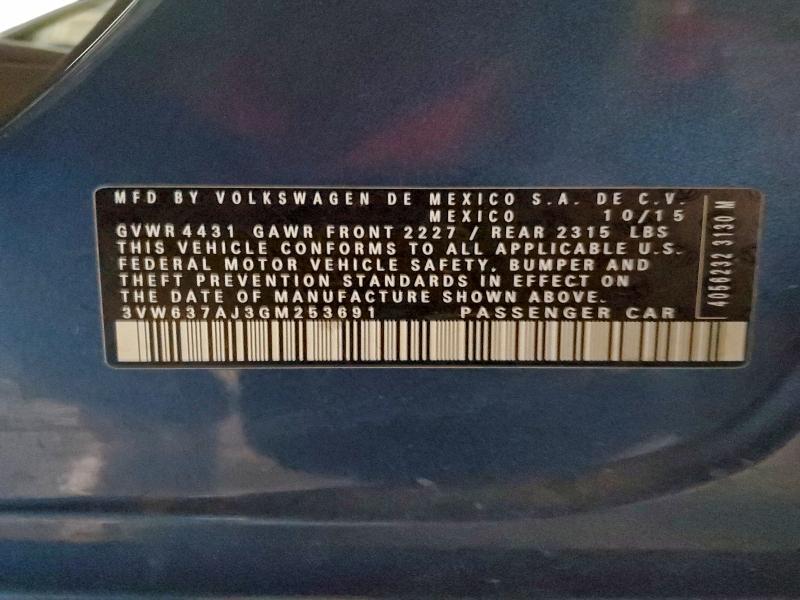 MFD BY VOLKSWAGEN DE MEXICO S.A. DE C.V.
MEXICO 10/15
GVWR 4431 GAWR FRONT 2227 / REAR 2315 LBS
THIS VEHICLE CONFORMS TO ALL APPLICABLE U.S.
FEDERAL MOTOR VEHICLE SAFETY, BUMPER AND
THEFT PREVENTION STANDARDS IN EFFECT ON
THE DATE OF MANUFACTURE SHOWN ABOVE.
3VW637AJ3GM253691 PASSENGER CAR
4056232 3130 M